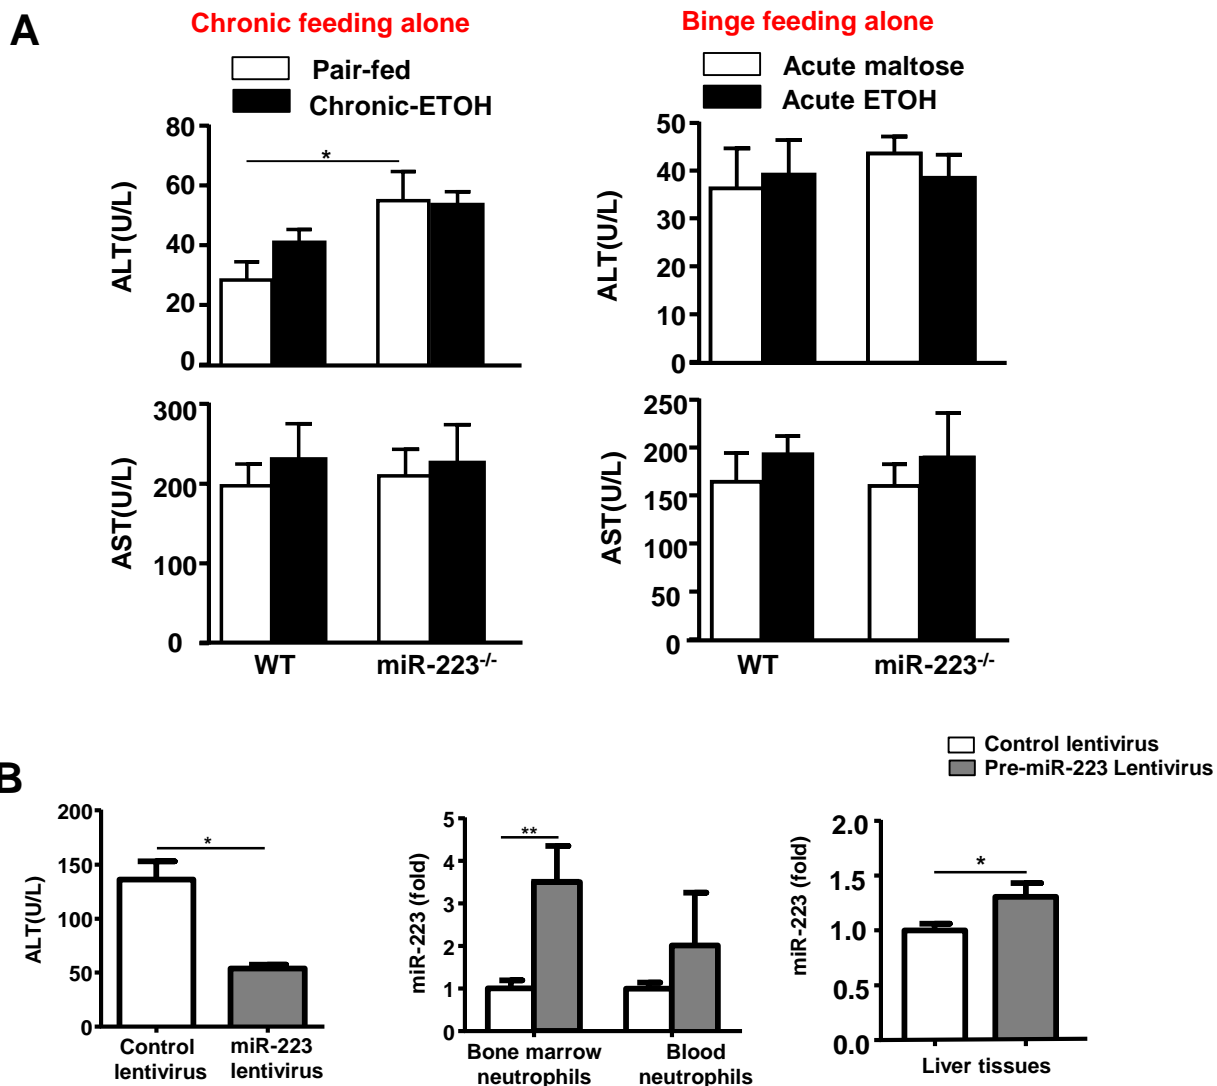 A
Chronic feeding alone
Pair-fed
Chronic-ETOH
ALT(U/L)
80
60
40
20
0
*
AST(U/L)
300
200
100
0
WT
miR-223-/-
Binge feeding alone
Acute maltose
Acute ETOH
ALT(U/L)
50
40
30
20
10
0
AST(U/L)
250
200
150
100
50
0
WT
miR-223-/-
B
ALT(U/L)
200
150
100
50
0
*
Control
lentivirus
miR-223
lentivirus
miR-223 (fold)
5
4
3
2
1
0
**
Bone marrow
neutrophils
Blood
neutrophils
Control lentivirus
Pre-miR-223 Lentivirus
miR-223 (fold)
2.0
1.5
1.0
0.5
0.0
*
Liver tissues